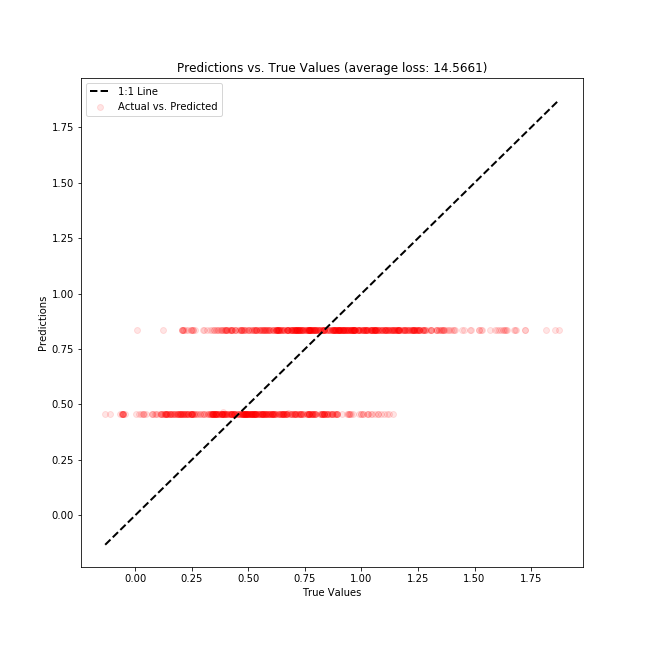 Predictions vs. True Values (average loss: 14.5661)
1:1 Line
Actual vs. Predicted
1.75
1.50
1.25
1.00
0.75
0.50
0.25
0.00
Predictions
0.00 0.25 0.50 0.75 1.00 1.25 1.50 1.75
True Values